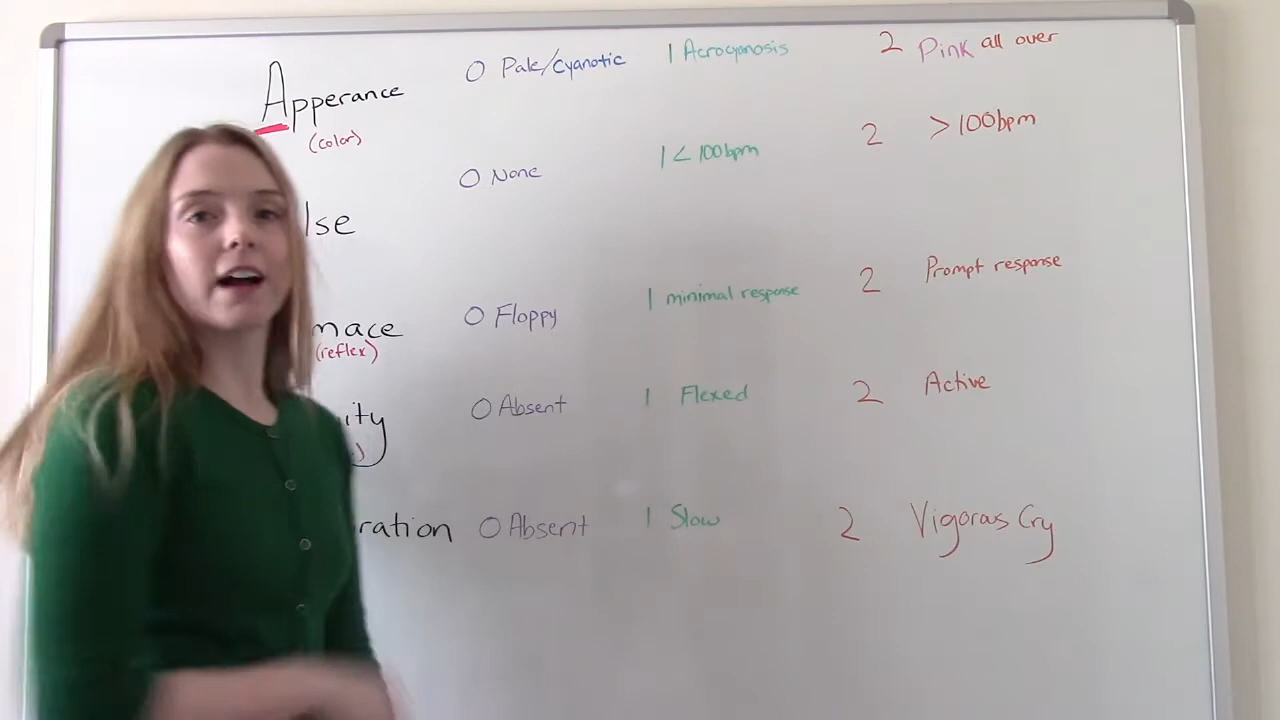 Apperance 0 Pale/cyanotic 1 Acrocyanosis 2 Pink all over
(color)
lse 0 None 1 < 100bpm 2 > 100bpm
mace 0 Floppy 1 minimal response 2 Prompt response
(reflex)
ity 0 Absent 1 Flexed 2 Active
ration 0 Absent 1 Slow 2 Vigorous Cry